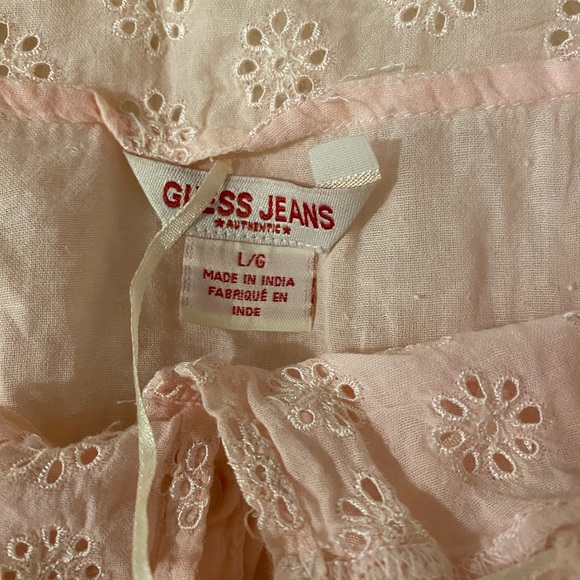 GUESS JEANS
★AUTHENTIC★
L/G
MADE IN INDIA
FABRIQUÉ EN
INDE